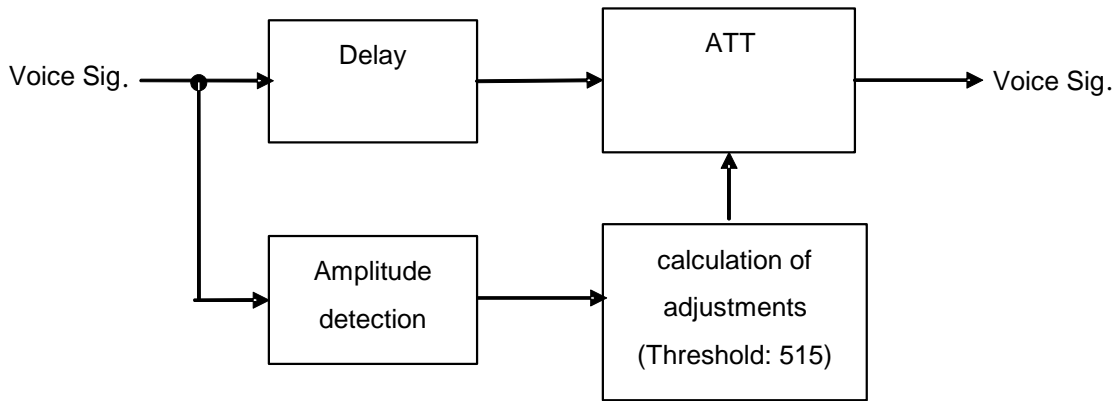 Voice Sig.
Delay
ATT
Voice Sig.
Amplitude
detection
calculation of
adjustments
(Threshold: 515)